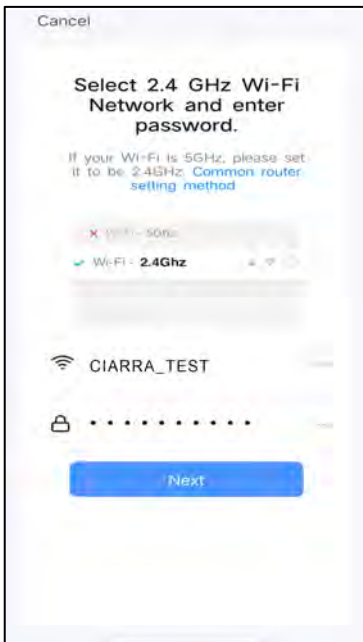 Cancel
Select 2.4 GHz Wi-Fi
Network and enter
password.
If your Wi-Fi is 5GHz, please set
it to be 2.4GHz. Common router
setting method
Wi-Fi - 5Ghz
Wi-Fi - 2.4Ghz
CIARRA_TEST
Next